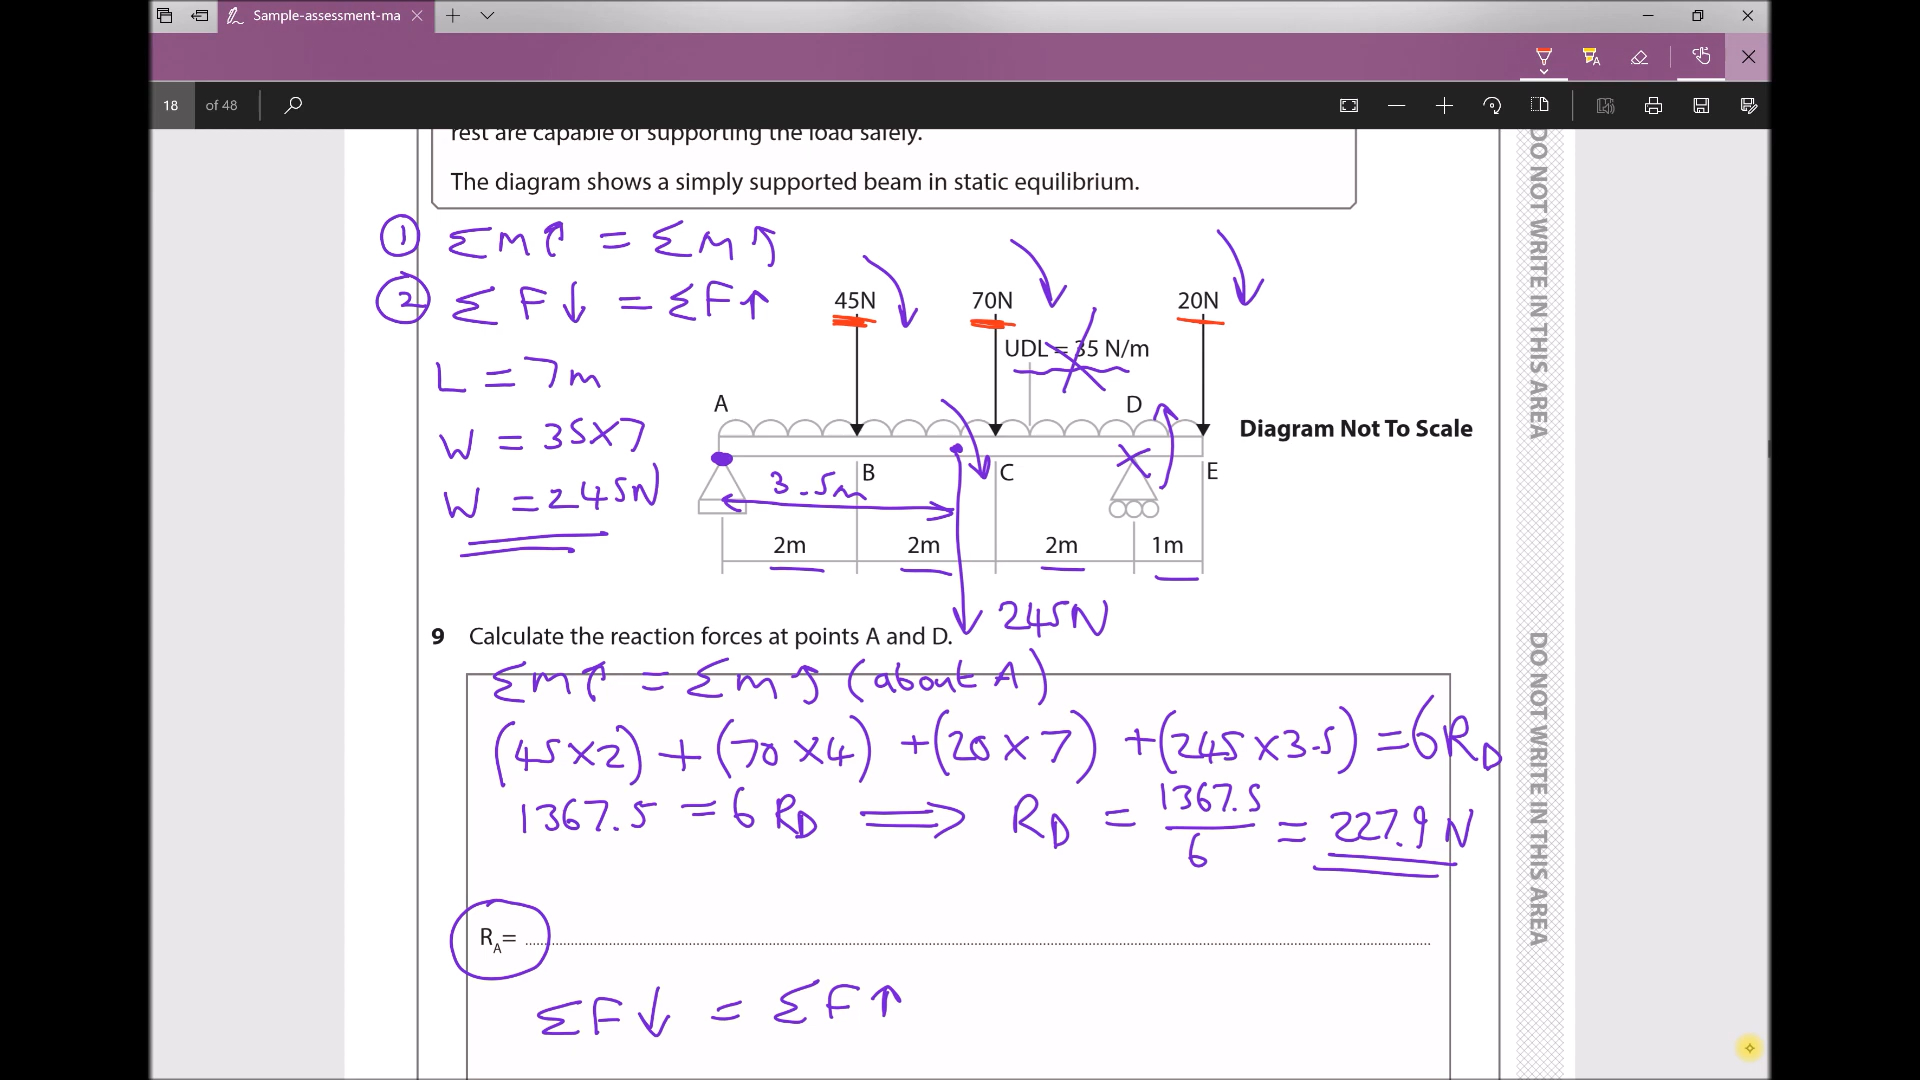 Sample-assessment-ma
18 of 48
rest are capable of supporting the load safely.
The diagram shows a simply supported beam in static equilibrium.
① ΣM↑ = ΣM↑
② ΣF↓ = ΣF↑
L = 7m
W = 35×7
W = 245N
45N 70N 20N
UDL = 35 N/m
A D
Diagram Not To Scale
B C E
3.5m
2m 2m 2m 1m
245N
9 Calculate the reaction forces at points A and D.
Σm↑ = Σm↑ (about A)
(45×2) + (70×4) + (20×7) + (245×3.5) = 6R_D
1367.5 = 6R_D ⟹ R_D = 1367.5/6 = 227.9 N
R_A= ........................................
ΣF↓ = ΣF↑
DO NOT WRITE IN THIS AREA
DO NOT WRITE IN THIS AREA